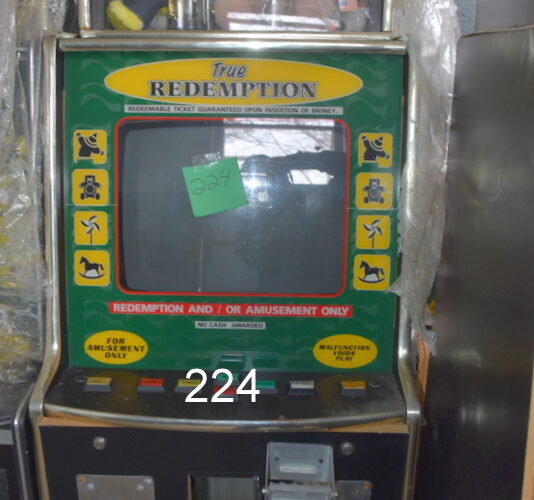 True
REDEMPTION
REDEEMABLE TICKET GUARANTEED UPON INSERTION OF MONEY.
224
REDEMPTION AND / OR AMUSEMENT ONLY
NO CASH AWARDED
FOR
AMUSEMENT
ONLY
MALFUNCTION
VOIDS
PLAY
224